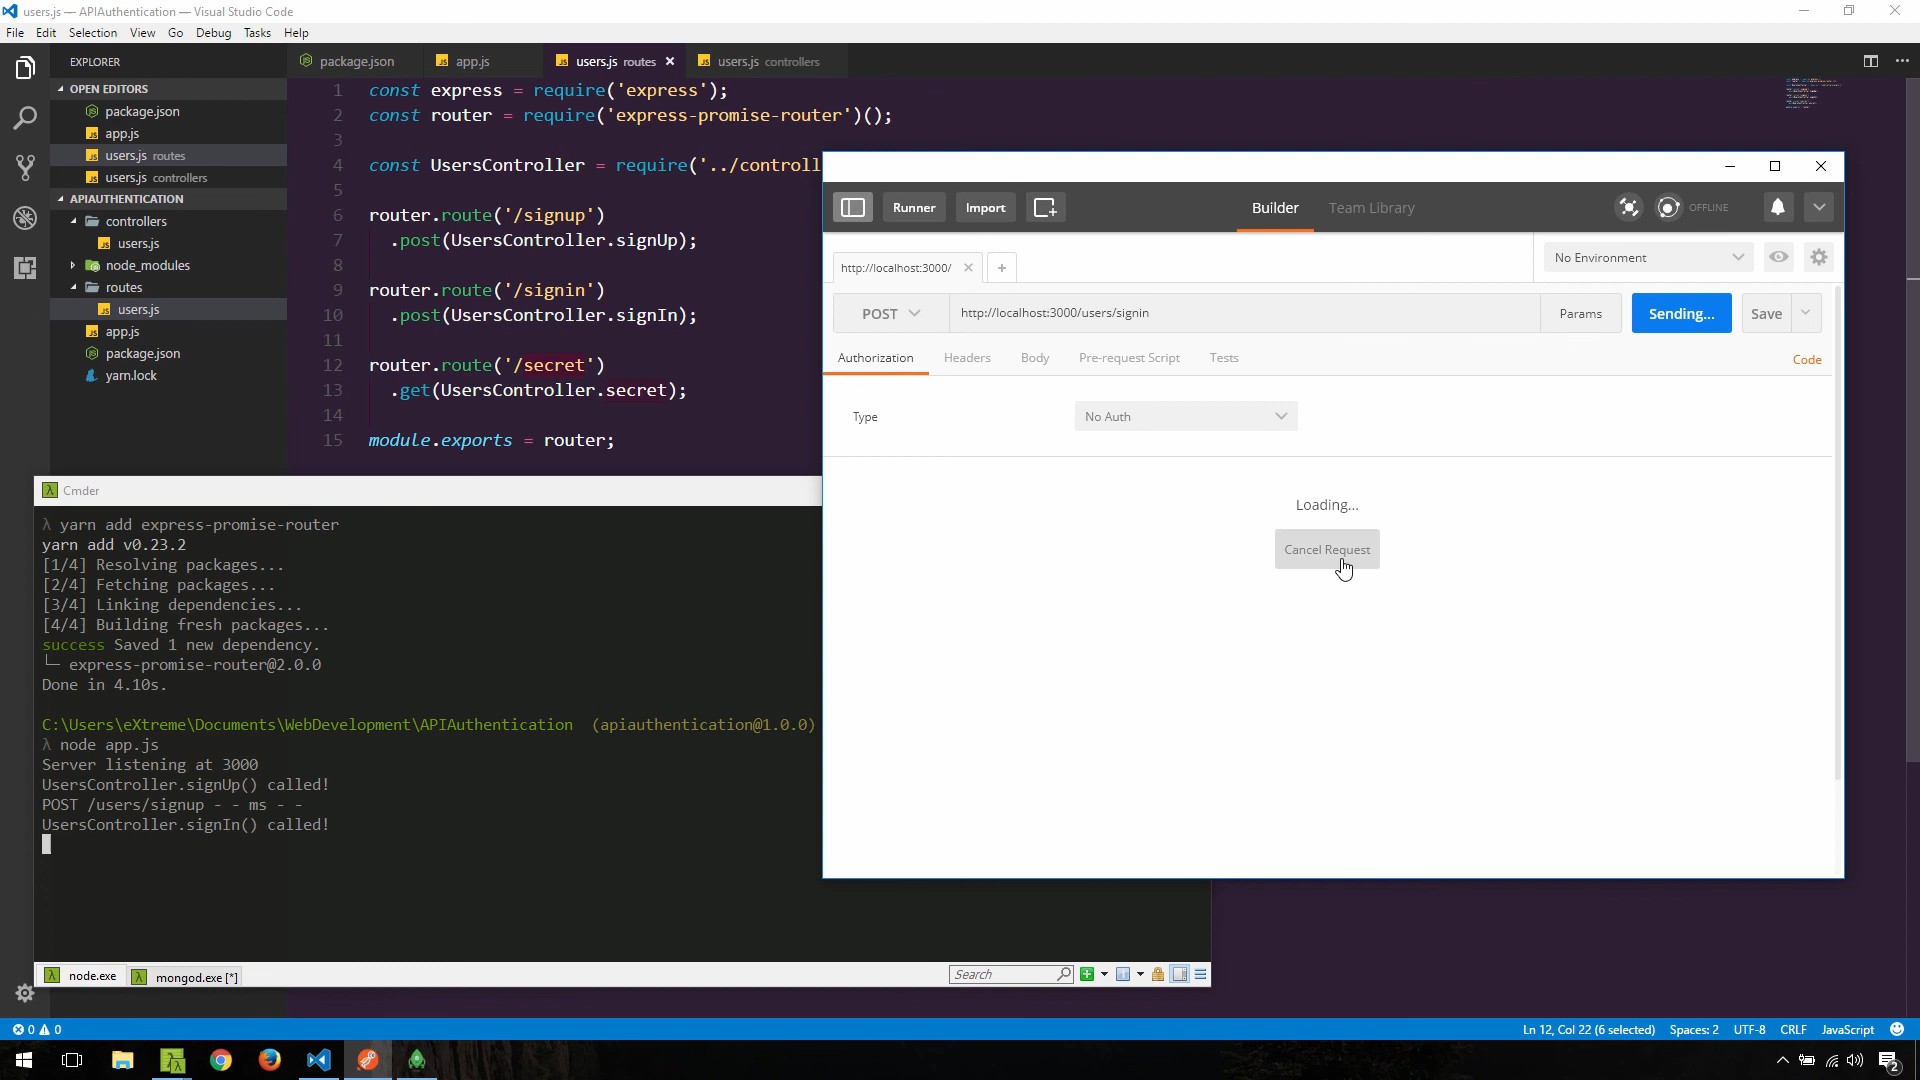 users.js — APIAuthentication — Visual Studio Code
File Edit Selection View Go Debug Tasks Help
EXPLORER
OPEN EDITORS
package.json
app.js
users.js routes
users.js controllers
APIAUTHENTICATION
controllers
users.js
node_modules
routes
users.js
app.js
package.json
yarn.lock
package.json app.js users.js routes users.js controllers
1 const express = require('express');
2 const router = require('express-promise-router')();
3
4 const UsersController = require('../controll
5
6 router.route('/signup')
7 .post(UsersController.signUp);
8
9 router.route('/signin')
10 .post(UsersController.signIn);
11
12 router.route('/secret')
13 .get(UsersController.secret);
14
15 module.exports = router;
Runner Import Builder Team Library OFFLINE
http://localhost:3000/ No Environment
POST http://localhost:3000/users/signin Params Sending... Save
Authorization Headers Body Pre-request Script Tests Code
Type No Auth
Loading...
Cancel Request
Cmder
λ yarn add express-promise-router
yarn add v0.23.2
[1/4] Resolving packages...
[2/4] Fetching packages...
[3/4] Linking dependencies...
[4/4] Building fresh packages...
success Saved 1 new dependency.
└─ express-promise-router@2.0.0
Done in 4.10s.
C:\Users\eXtreme\Documents\WebDevelopment\APIAuthentication (apiauthentication@1.0.0)
λ node app.js
Server listening at 3000
UsersController.signUp() called!
POST /users/signup - - ms - -
UsersController.signIn() called!
node.exe mongod.exe [*] Search
0 0 Ln 12, Col 22 (6 selected) Spaces: 2 UTF-8 CRLF JavaScript
2